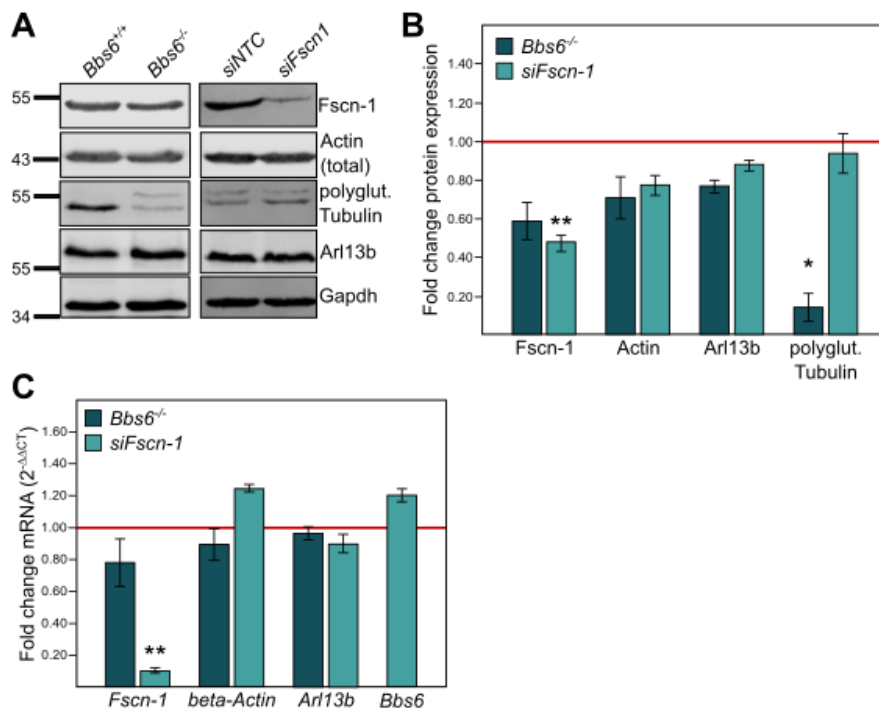 A
Bbs6+/+
Bbs6-/-
siNTC
siFscn1
55
Fscn-1
43
Actin
(total)
55
polyglut.
Tubulin
55
Arl13b
34
Gapdh
B
Bbs6-/-
siFscn-1
Fold change protein expression
1.40
1.20
1.00
0.80
0.60
0.40
0.20
**
*
Fscn-1
Actin
Arl13b
polyglut.
Tubulin
C
Bbs6-/-
siFscn-1
Fold change mRNA (2-ΔΔCT)
1.60
1.40
1.20
1.00
0.80
0.60
0.40
0.20
**
Fscn-1
beta-Actin
Arl13b
Bbs6